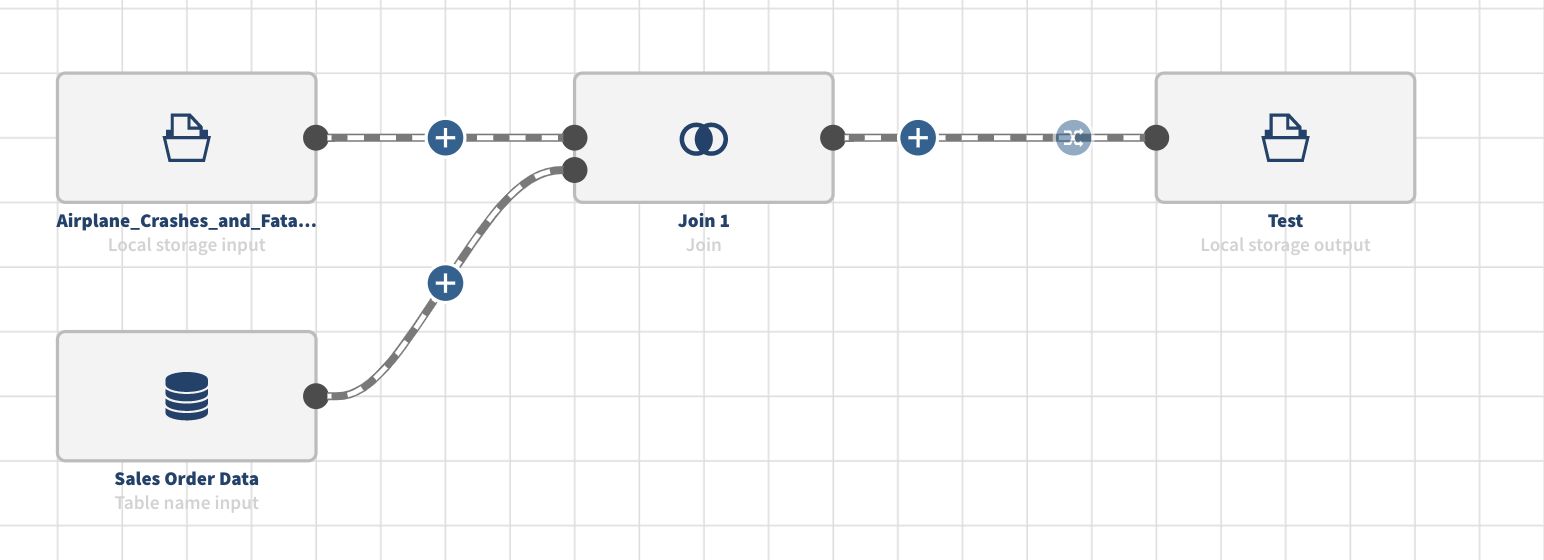 Airplane_Crashes_and_Fata...
Local storage input
Join 1
Join
Test
Local storage output
Sales Order Data
Table name input